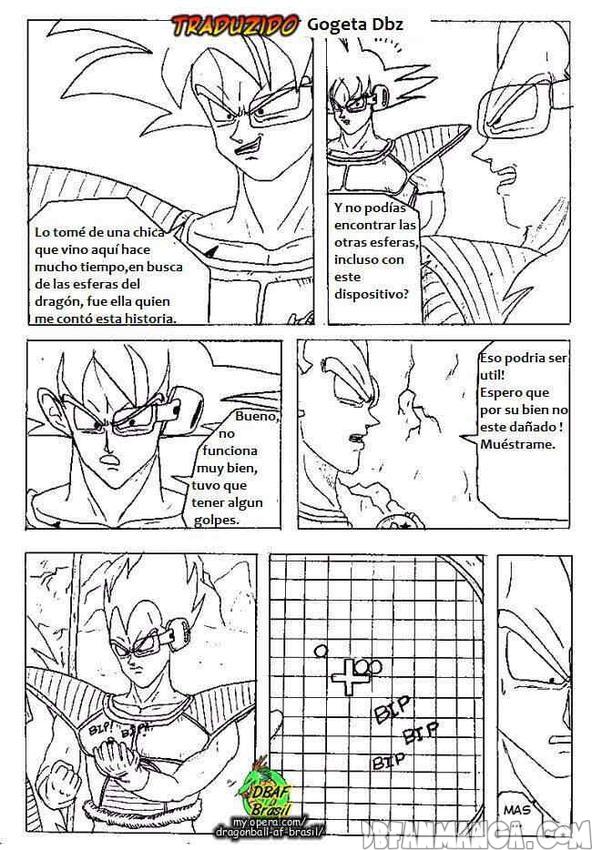 TRADUZIDO Gogeta Dbz
Lo tomé de una chica
que vino aquí hace
mucho tiempo,en busca
de las esferas del
dragón, fue ella quien
me contó esta historia.
Y no podías
encontrar las
otras esferas,
incluso con
este
dispositivo?
Bueno,
no
funciona
muy bien,
tuvo que
tener algun
golpes.
Eso podria ser
util!
Espero que
por su bien no
este dañado !
Muéstrame.
BIP!
BIP!
BIP
BIP
BIP
MAS
DBAF
Brasil
my.opera.com/
dragonball-af-brasil/
DBFANMANGA.COM